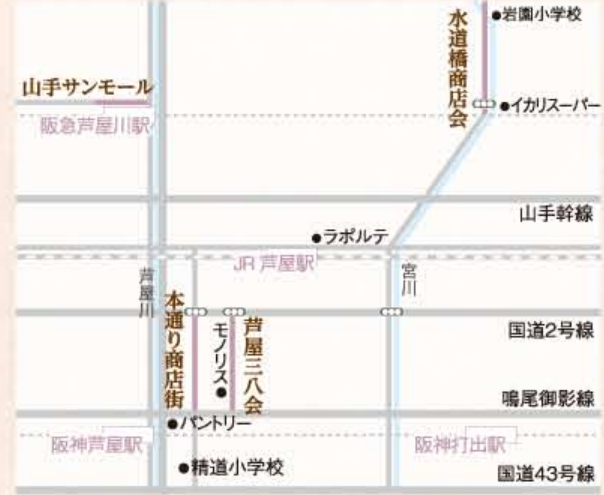 岩園小学校
水道橋商店会
山手サンモール
イカリスーパー
阪急芦屋川駅
山手幹線
ラポルテ
JR 芦屋駅
芦屋川
宮川
本通り商店街
モノリス
芦屋三八会
国道2号線
鳴尾御影線
パントリー
阪神芦屋駅
阪神打出駅
精道小学校
国道43号線